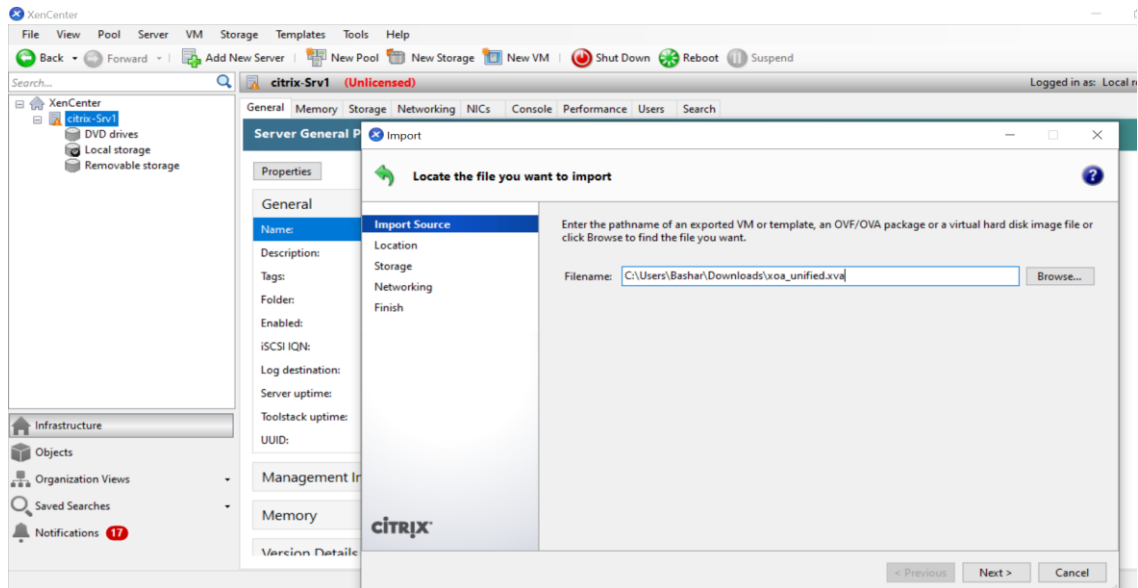 XenCenter
File View Pool Server VM Storage Templates Tools Help
Back Forward Add New Server New Pool New Storage New VM Shut Down Reboot Suspend
Search...
citrix-Srv1 (Unlicensed) Logged in as: Local
XenCenter
citrix-Srv1
DVD drives
Local storage
Removable storage
General Memory Storage Networking NICs Console Performance Users Search
Server General P
Properties
General
Name:
Description:
Tags:
Folder:
Enabled:
iSCSI IQN:
Log destination:
Server uptime:
Toolstack uptime:
UUID:
Management In
Memory
Version Details
Import
Locate the file you want to import
Import Source
Location
Storage
Networking
Finish
Enter the pathname of an exported VM or template, an OVF/OVA package or a virtual hard disk image file or
click Browse to find the file you want.
Filename: C:\Users\Bashar\Downloads\xoa_unified.xva Browse...
CITRIX
< Previous Next > Cancel
Infrastructure
Objects
Organization Views
Saved Searches
Notifications 17